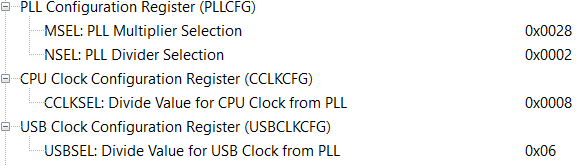 PLL Configuration Register (PLLCFG)
MSEL: PLL Multiplier Selection 0x0028
NSEL: PLL Divider Selection 0x0002
CPU Clock Configuration Register (CCLKCFG)
CCLKSEL: Divide Value for CPU Clock from PLL 0x0008
USB Clock Configuration Register (USBCLKCFG)
USBSEL: Divide Value for USB Clock from PLL 0x06